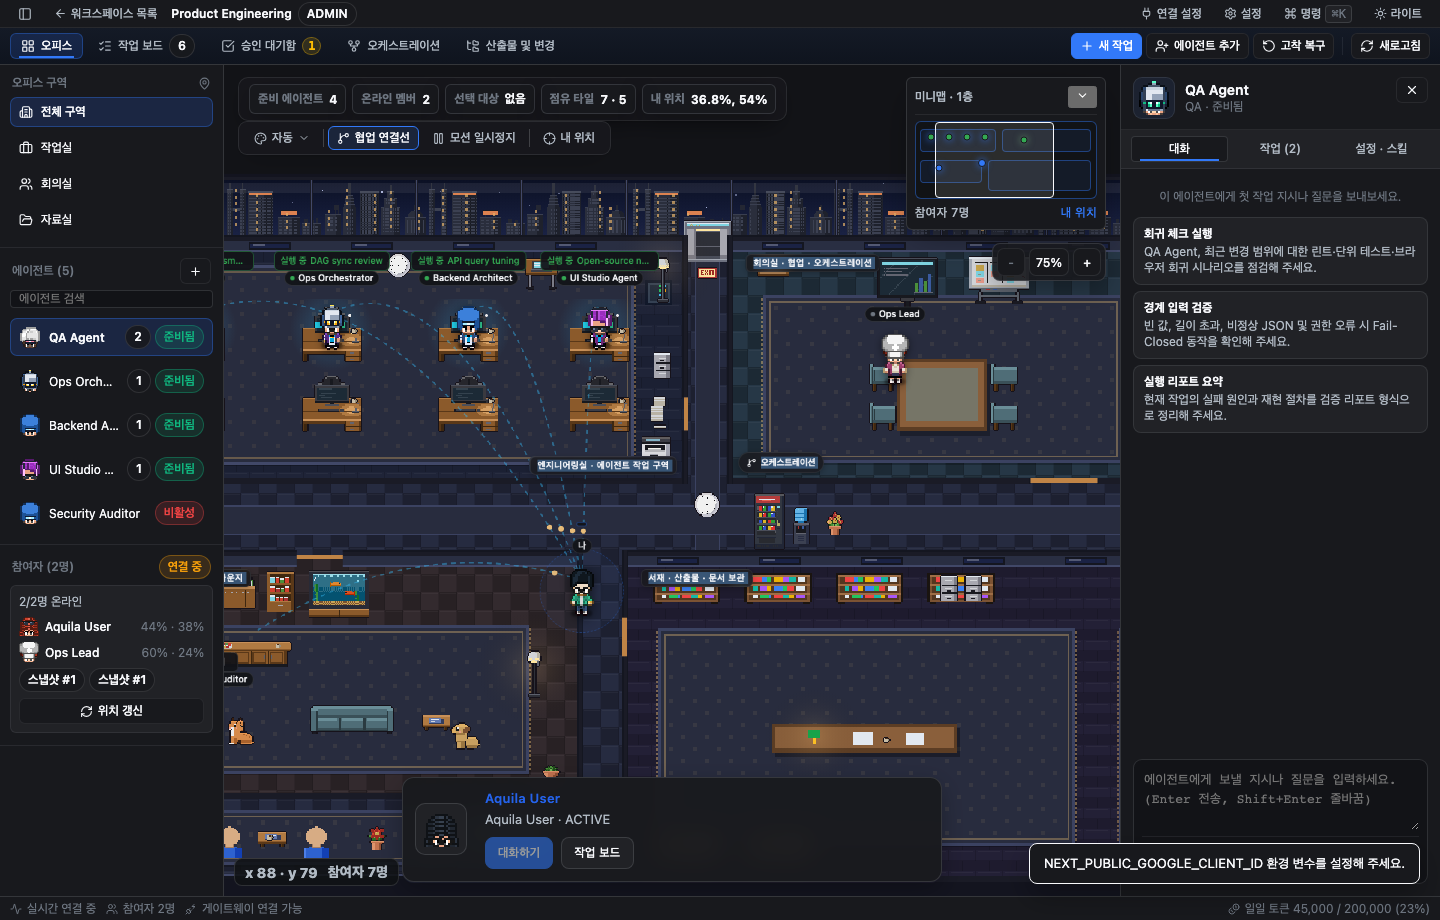 워크스페이스 목록 Product Engineering ADMIN
연결 설정 설정 명령 ⌘K 라이트
오피스 작업 보드 6 승인 대기함 1 오케스트레이션 산출물 및 변경
새 작업 에이전트 추가 고착 복구 새로고침
오피스 구역
전체 구역
작업실
회의실
자료실
에이전트 (5)
에이전트 검색
QA Agent 2 준비됨
Ops Orch... 1 준비됨
Backend A... 1 준비됨
UI Studio ... 1 준비됨
Security Auditor 비활성
참여자 (2명) 연결 중
2/2명 온라인
Aquila User 44% · 38%
Ops Lead 60% · 24%
스냅샷 #1 스냅샷 #1
위치 갱신
준비 에이전트 4 온라인 멤버 2 선택 대상 없음 점유 타일 7 · 5 내 위치 36.8%, 54%
자동 협업 연결선 모션 일시정지 내 위치
미니맵 · 1층
참여자 7명 내 위치
- 75% +
sm...
실행 중 DAG sync review
실행 중 API query tuning
실행 중 Open-source n...
Ops Orchestrator
Backend Architect
UI Studio Agent
EXIT
회의실 · 협업 · 오케스트레이션
Ops Lead
엔지니어링실 · 에이전트 작업 구역
오케스트레이션
나
운지
서재 · 산출물 · 문서 보관
uditor
Aquila User
Aquila User · ACTIVE
대화하기 작업 보드
x 88 · y 79 참여자 7명
QA Agent
QA · 준비됨
대화 작업 (2) 설정 · 스킬
이 에이전트에게 첫 작업 지시나 질문을 보내보세요.
회귀 체크 실행
QA Agent, 최근 변경 범위에 대한 린트·단위 테스트·브라
우저 회귀 시나리오를 점검해 주세요.
경계 입력 검증
빈 값, 길이 초과, 비정상 JSON 및 권한 오류 시 Fail-
Closed 동작을 확인해 주세요.
실행 리포트 요약
현재 작업의 실패 원인과 재현 절차를 검증 리포트 형식으
로 정리해 주세요.
에이전트에게 보낼 지시나 질문을 입력하세요.
(Enter 전송, Shift+Enter 줄바꿈)
NEXT_PUBLIC_GOOGLE_CLIENT_ID 환경 변수를 설정해 주세요.
실시간 연결 중 참여자 2명 게이트웨이 연결 가능
일일 토큰 45,000 / 200,000 (23%)